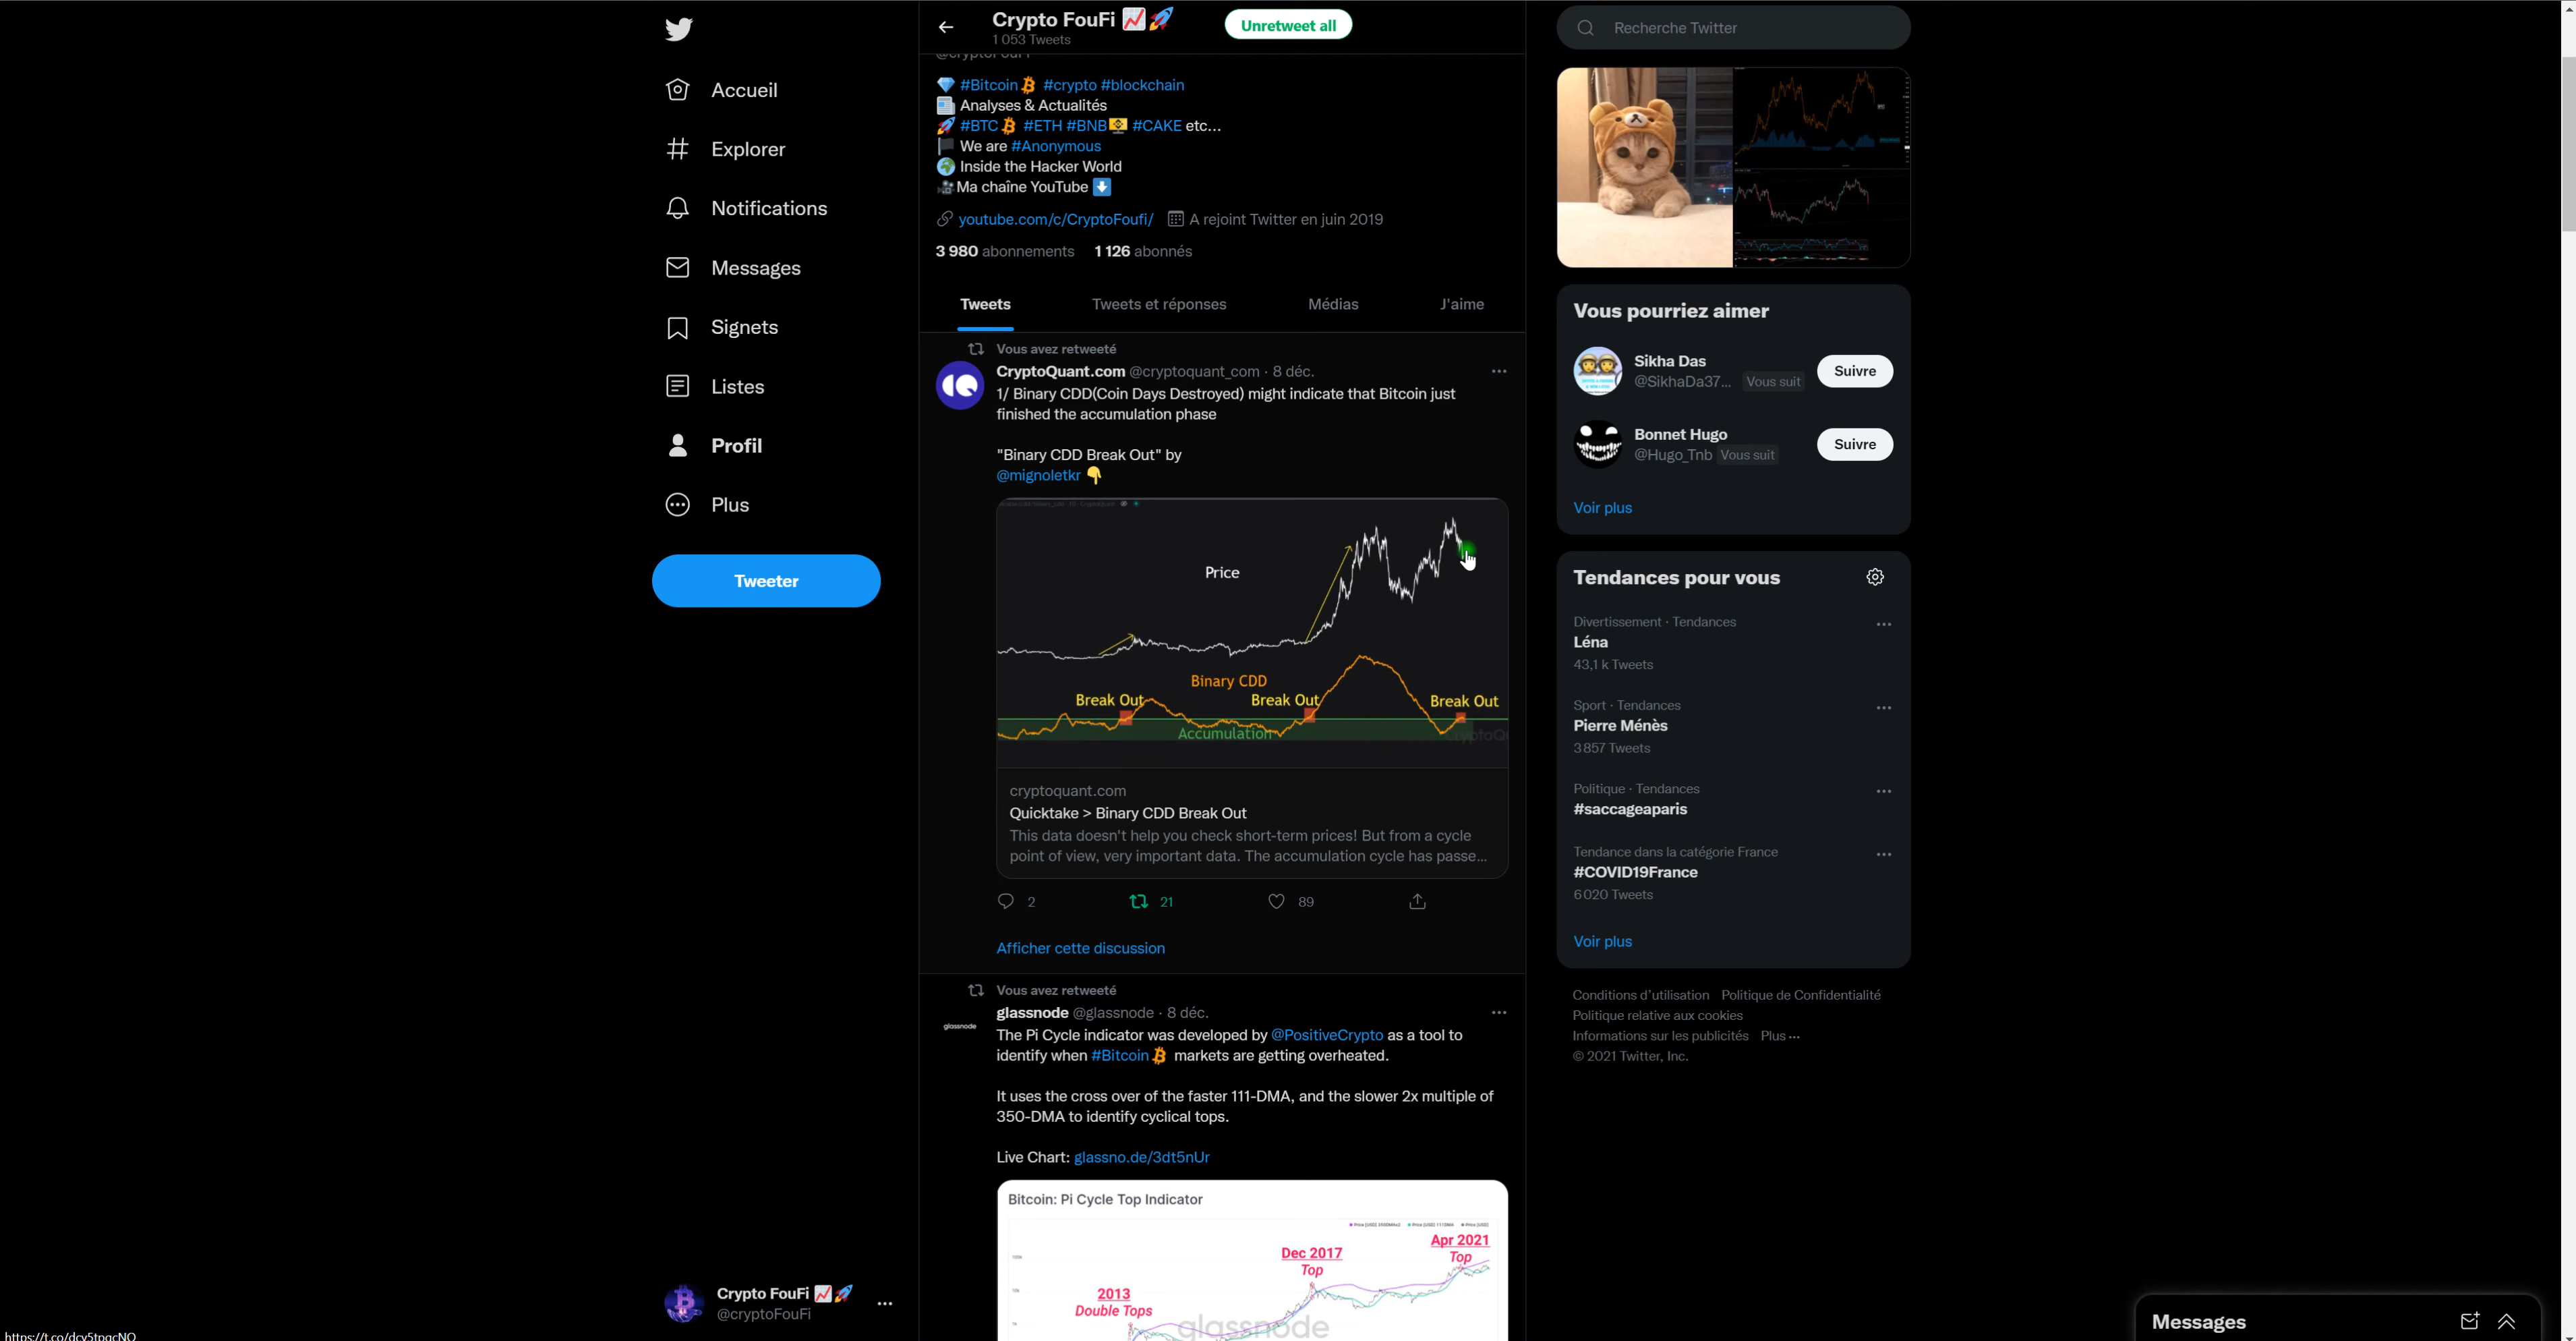 Accueil
Explorer
Notifications
Messages
Signets
Listes
Profil
Plus
Tweeter
Crypto FouFi 📈🚀
@cryptoFouFi
https://t.co/dcy5tpqcNO
Crypto FouFi 📈🚀
1 053 Tweets
Unretweet all
@cryptoFouFi
💎 #Bitcoin #crypto #blockchain
📰 Analyses & Actualités
🚀 #BTC #ETH #BNB #CAKE etc...
🏴 We are #Anonymous
🌍 Inside the Hacker World
🎥 Ma chaîne YouTube ⬇️
youtube.com/c/CryptoFoufi/ A rejoint Twitter en juin 2019
3 980 abonnements 1 126 abonnés
Tweets Tweets et réponses Médias J'aime
Vous avez retweeté
CryptoQuant.com @cryptoquant_com · 8 déc.
1/ Binary CDD(Coin Days Destroyed) might indicate that Bitcoin just
finished the accumulation phase
"Binary CDD Break Out" by
@mignoletkr 👇
Price
Binary CDD
Break Out Break Out Break Out
Accumulation
cryptoquant.com
Quicktake > Binary CDD Break Out
This data doesn't help you check short-term prices! But from a cycle
point of view, very important data. The accumulation cycle has passe...
2 21 89
Afficher cette discussion
Vous avez retweeté
glassnode
glassnode @glassnode · 8 déc.
The Pi Cycle indicator was developed by @PositiveCrypto as a tool to
identify when #Bitcoin markets are getting overheated.
It uses the cross over of the faster 111-DMA, and the slower 2x multiple of
350-DMA to identify cyclical tops.
Live Chart: glassno.de/3dt5nUr
Bitcoin: Pi Cycle Top Indicator
Apr 2021
Top
Dec 2017
Top
2013
Double Tops
glassnode
Recherche Twitter
Vous pourriez aimer
Sikha Das
@SikhaDa37... Vous suit
Suivre
Bonnet Hugo
@Hugo_Tnb Vous suit
Suivre
Voir plus
Tendances pour vous
Divertissement · Tendances
Léna
43,1 k Tweets
Sport · Tendances
Pierre Ménès
3 857 Tweets
Politique · Tendances
#saccageaparis
Tendance dans la catégorie France
#COVID19France
6 020 Tweets
Voir plus
Conditions d'utilisation Politique de Confidentialité
Politique relative aux cookies
Informations sur les publicités Plus ...
© 2021 Twitter, Inc.
Messages